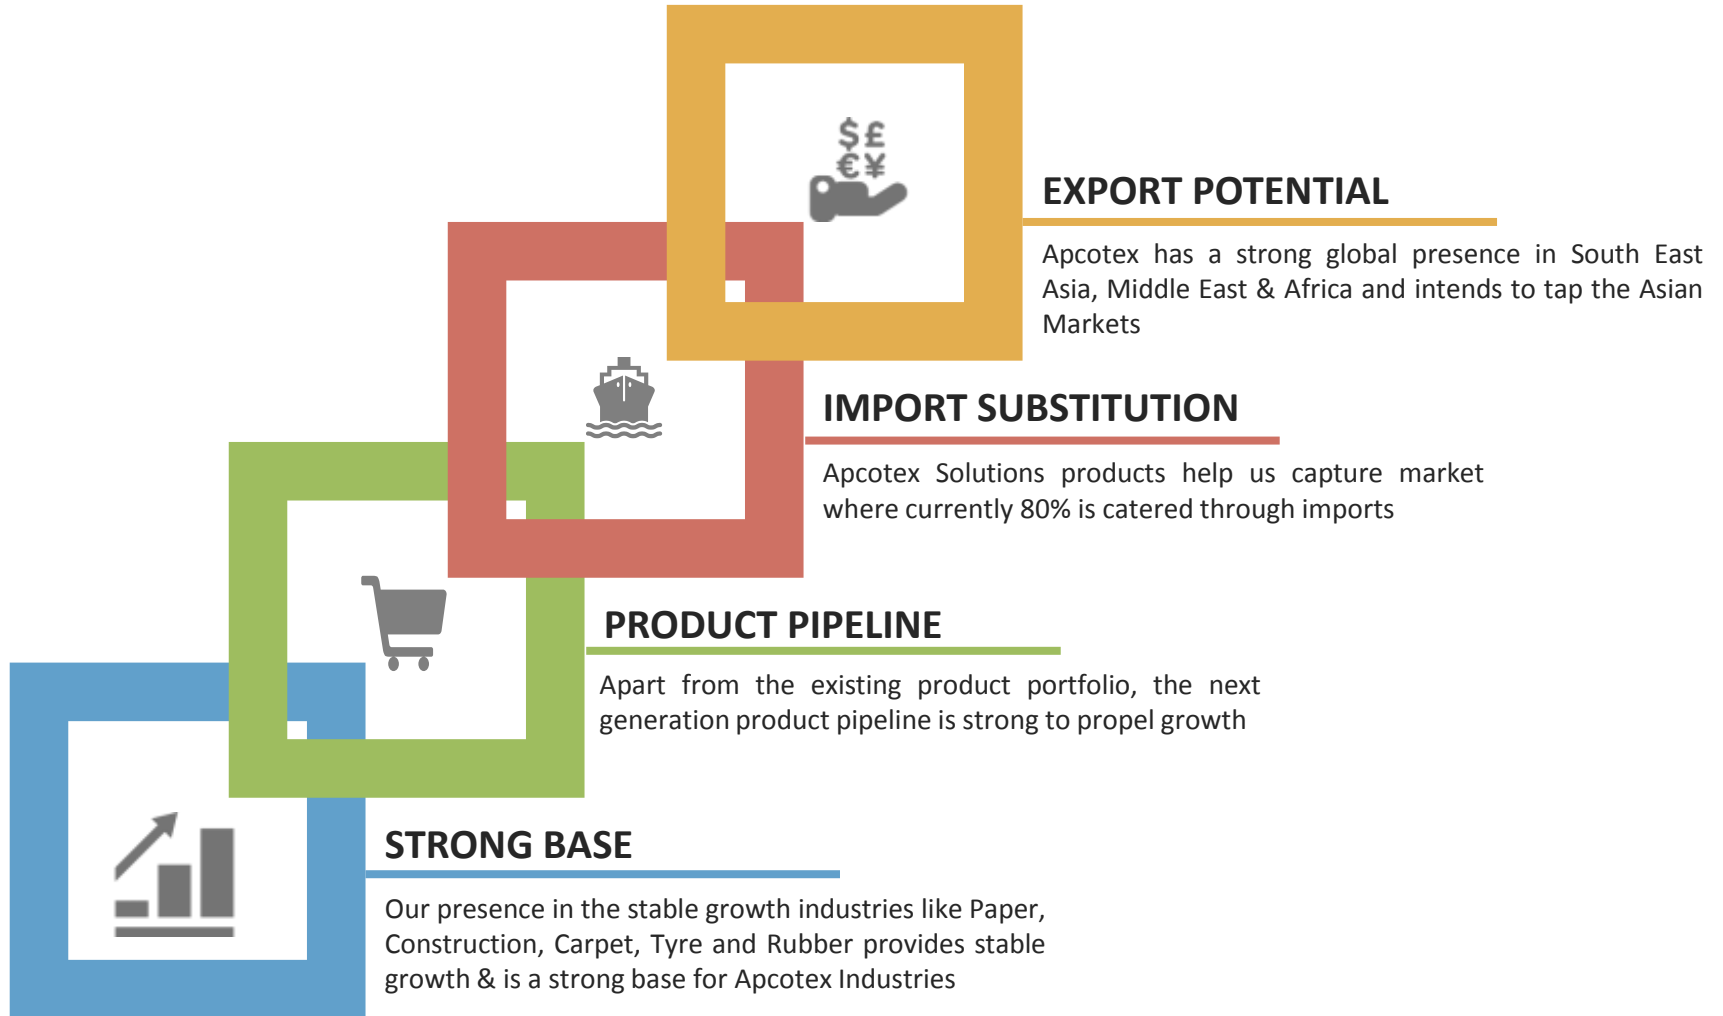 $ £
€ ¥
EXPORT POTENTIAL
Apcotex has a strong global presence in South East
Asia, Middle East & Africa and intends to tap the Asian
Markets
IMPORT SUBSTITUTION
Apcotex Solutions products help us capture market
where currently 80% is catered through imports
PRODUCT PIPELINE
Apart from the existing product portfolio, the next
generation product pipeline is strong to propel growth
STRONG BASE
Our presence in the stable growth industries like Paper,
Construction, Carpet, Tyre and Rubber provides stable
growth & is a strong base for Apcotex Industries